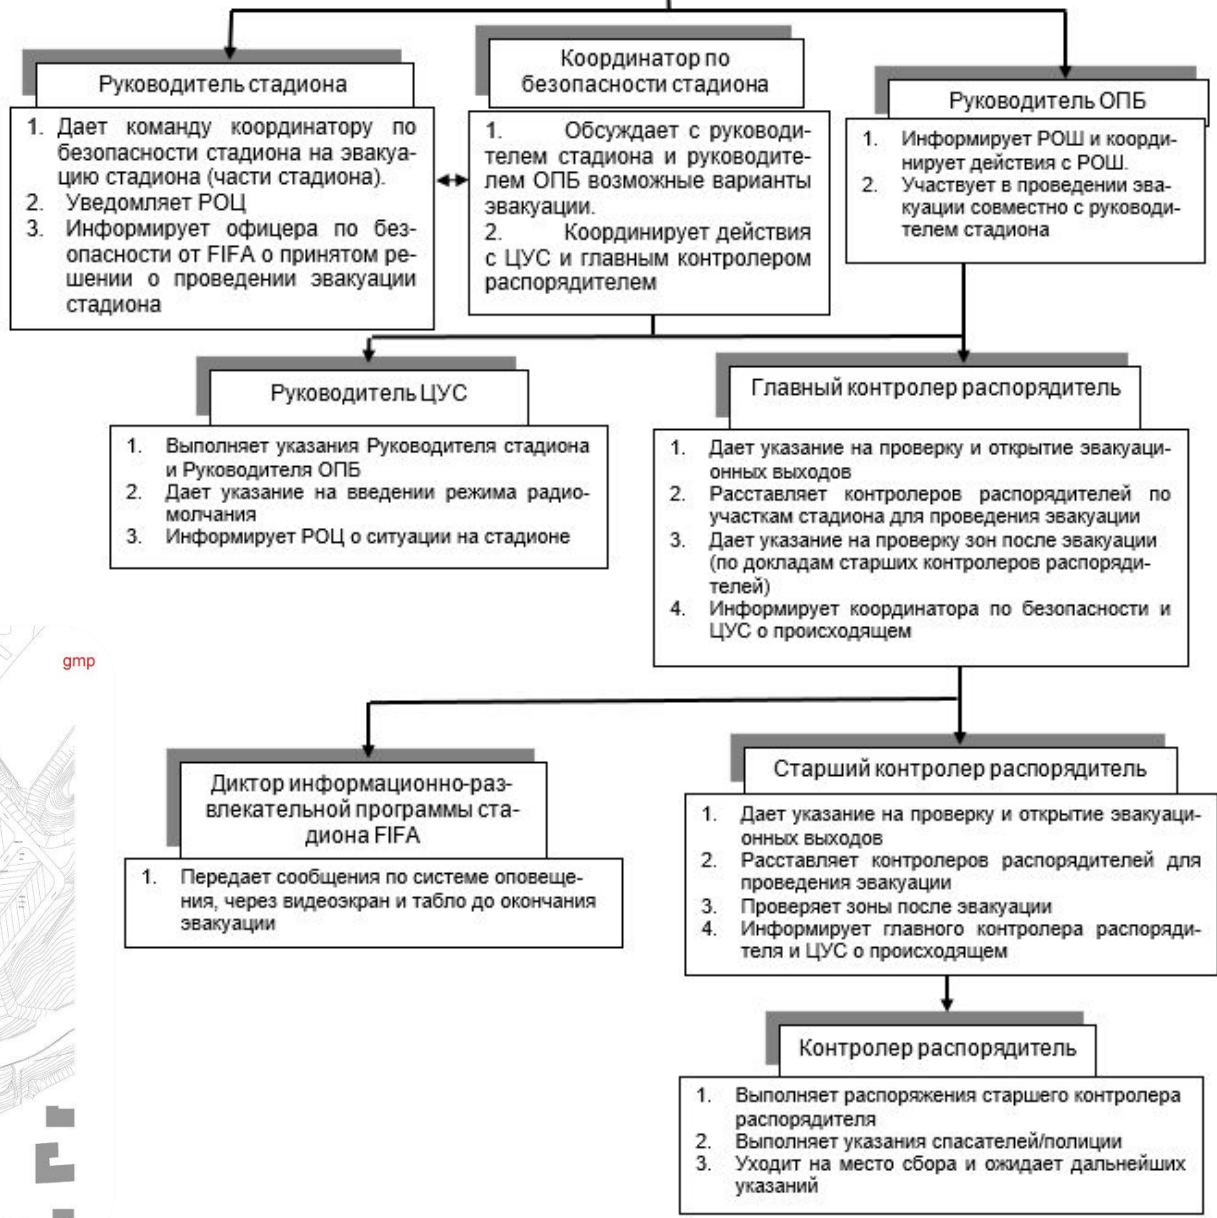 Руководитель стадиона
1. Дает команду координатору по
безопасности стадиона на эвакуа-
цию стадиона (части стадиона).
2. Уведомляет РОЦ
3. Информирует офицера по без-
опасности от FIFA о принятом ре-
шении о проведении эвакуации
стадиона
Координатор по
безопасности стадиона
1. Обсуждает с руководи-
телем стадиона и руководите-
лем ОПБ возможные варианты
эвакуации.
2. Координирует действия
с ЦУС и главным контролером
распорядителем
Руководитель ОПБ
1. Информирует РОШ и коорди-
нирует действия с РОШ.
2. Участвует в проведении эва-
куации совместно с руководи-
телем стадиона
Руководитель ЦУС
1. Выполняет указания Руководителя стадиона
и Руководителя ОПБ
2. Дает указание на введении режима радио-
молчания
3. Информирует РОЦ о ситуации на стадионе
Главный контролер распорядитель
1. Дает указание на проверку и открытие эвакуаци-
онных выходов
2. Расставляет контролеров распорядителей по
участкам стадиона для проведения эвакуации
3. Дает указание на проверку зон после эвакуации
(по докладам старших контролеров распоряди-
телей)
4. Информирует координатора по безопасности и
ЦУС о происходящем
gmp
Диктор информационно-раз-
влекательной программы ста-
диона FIFA
1. Передает сообщения по системе оповеще-
ния, через видеоэкран и табло до окончания
эвакуации
Старший контролер распорядитель
1. Дает указание на проверку и открытие эвакуаци-
онных выходов
2. Расставляет контролеров распорядителей для
проведения эвакуации
3. Проверяет зоны после эвакуации
4. Информирует главного контролера распоряди-
теля и ЦУС о происходящем
Контролер распорядитель
1. Выполняет распоряжения старшего контролера
распорядителя
2. Выполняет указания спасателей/полиции
3. Уходит на место сбора и ожидает дальнейших
указаний